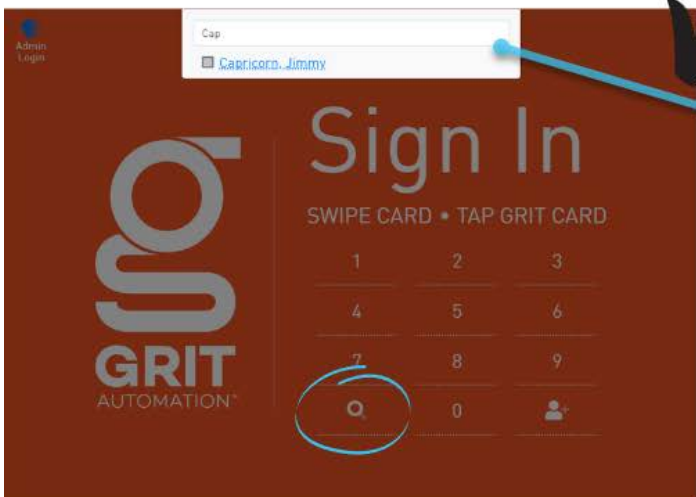 Admin
Login
Cap
Capricorn, Jimmy
Sign In
SWIPE CARD • TAP GRIT CARD
1 2 3
4 5 6
7 8 9
0
g
GRIT
AUTOMATION™